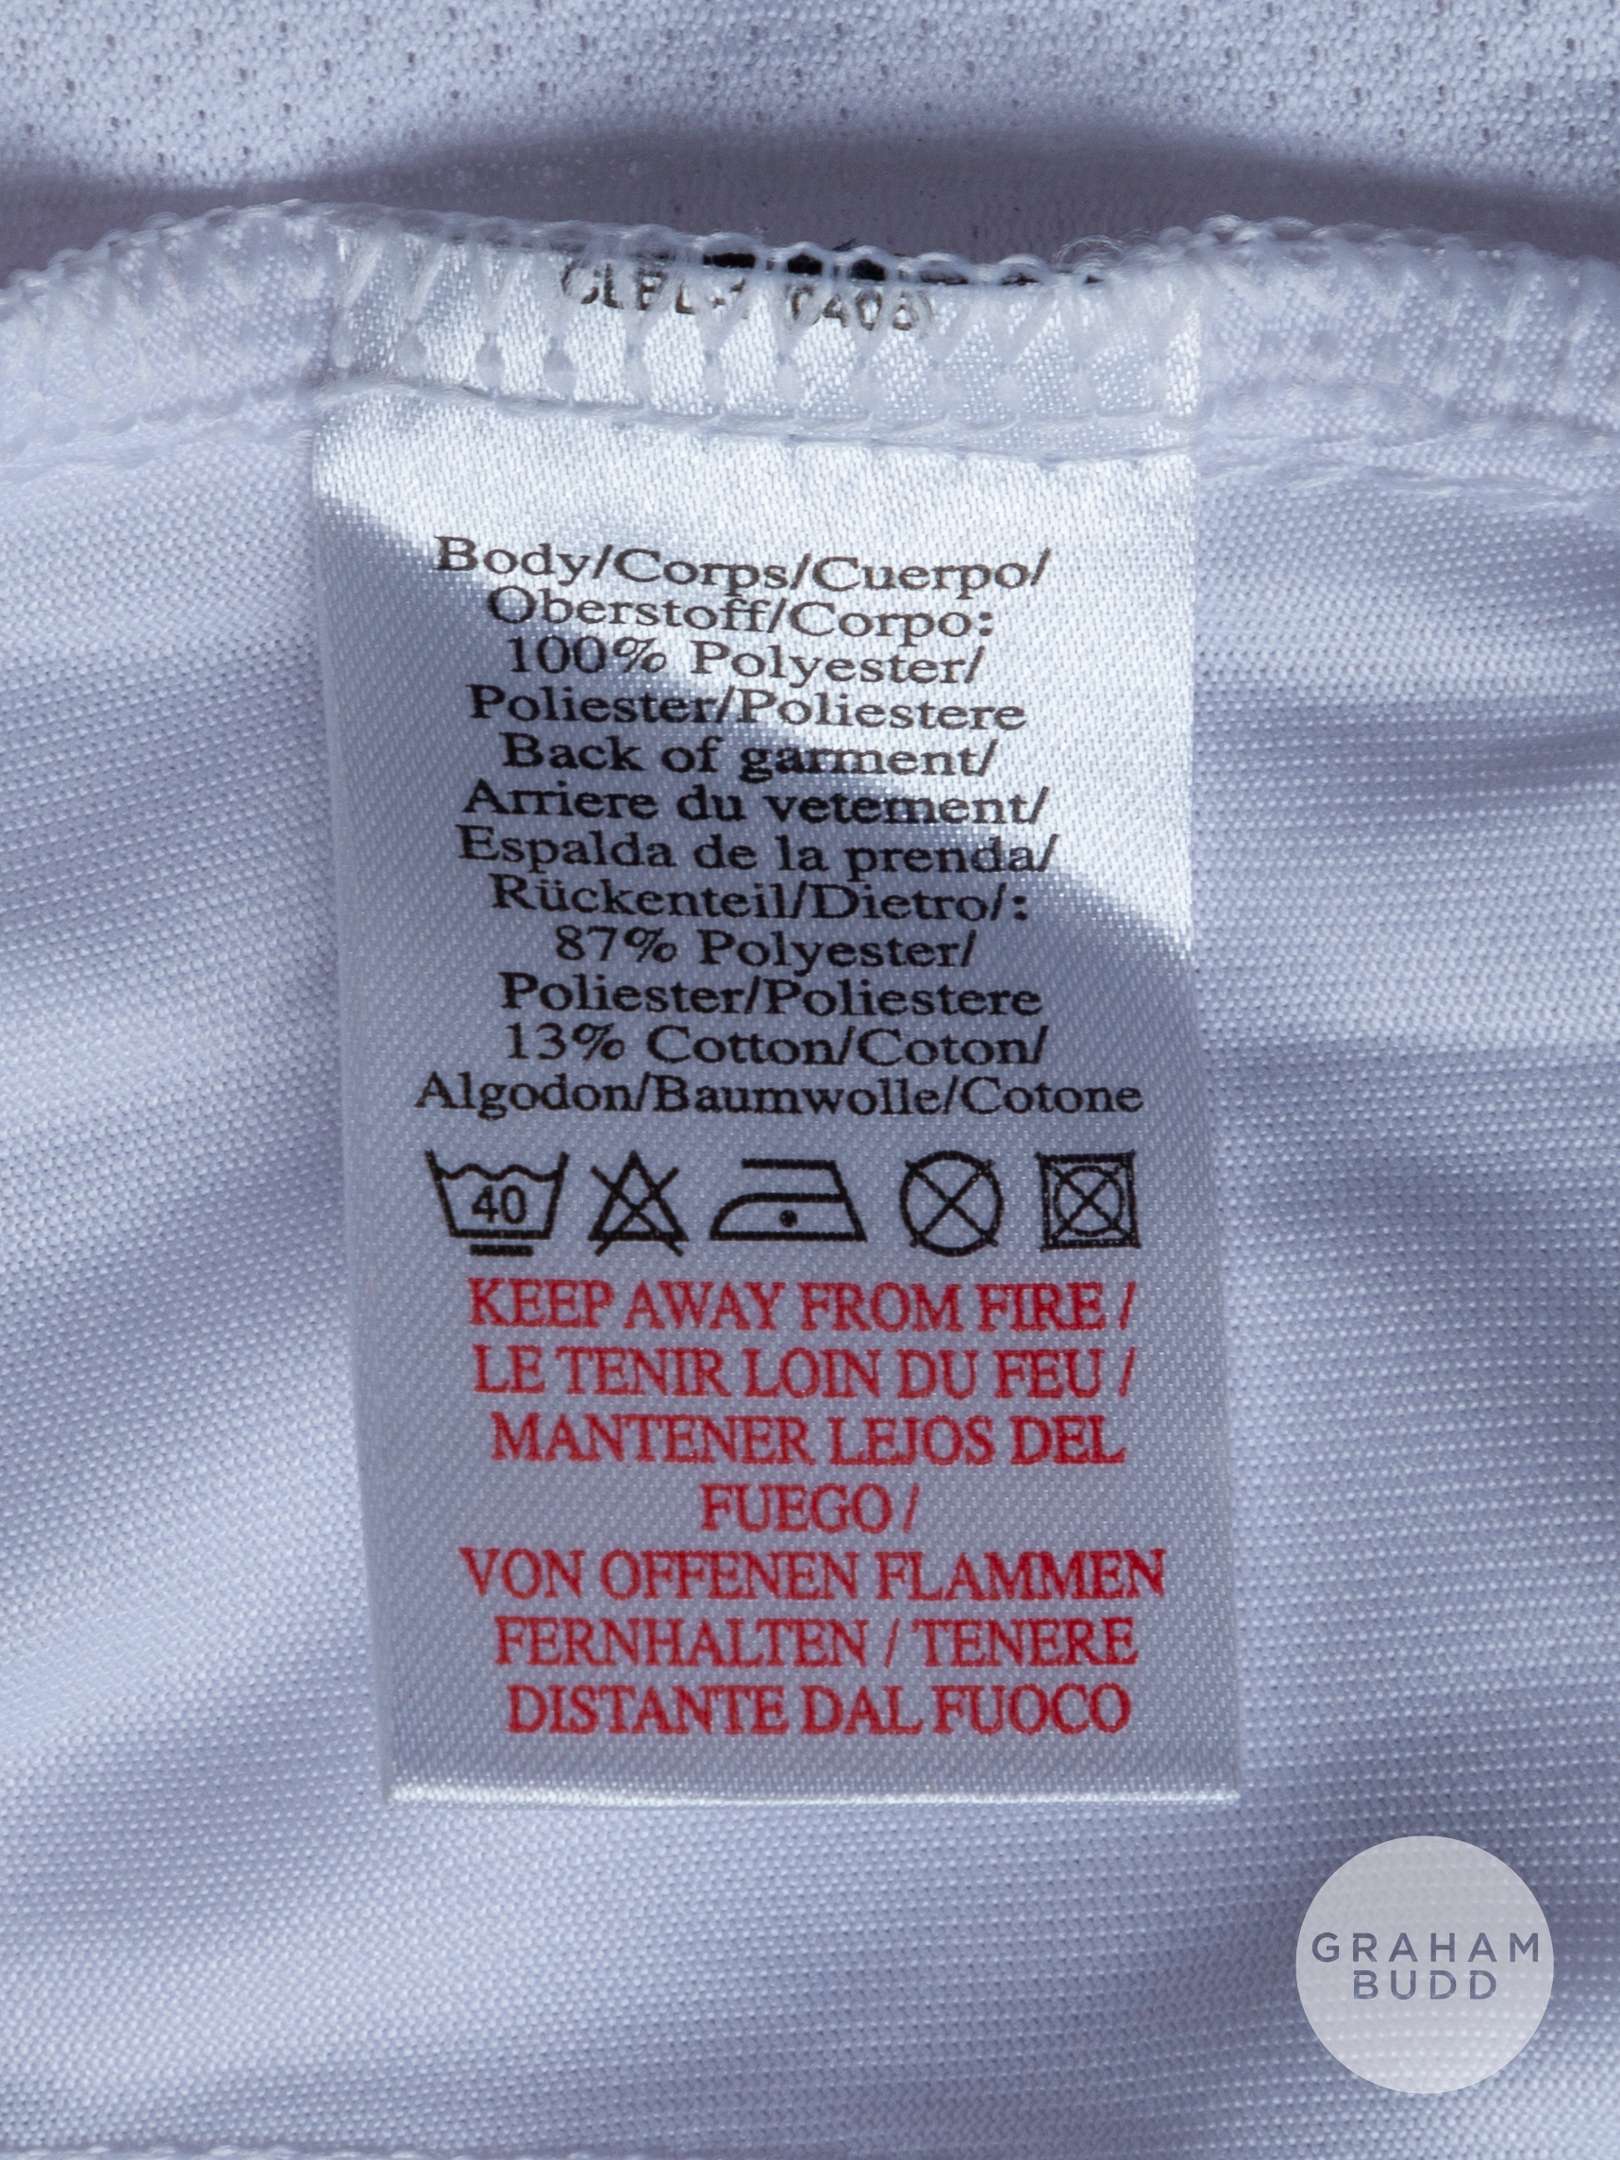 Body/Corps/Cuerpo/
Oberstoff/Corpo:
100% Polyester/
Poliester/Poliestere
Back of garment/
Arriere du vetement/
Espalda de la prenda/
Rückenteil/Dietro/:
87% Polyester/
Poliester/Poliestere
13% Cotton/Coton/
Algodon/Baumwolle/Cotone
40
KEEP AWAY FROM FIRE /
LE TENIR LOIN DU FEU /
MANTENER LEJOS DEL
FUEGO /
VON OFFENEN FLAMMEN
FERNHALTEN / TENERE
DISTANTE DAL FUOCO
GRAHAM
BUDD